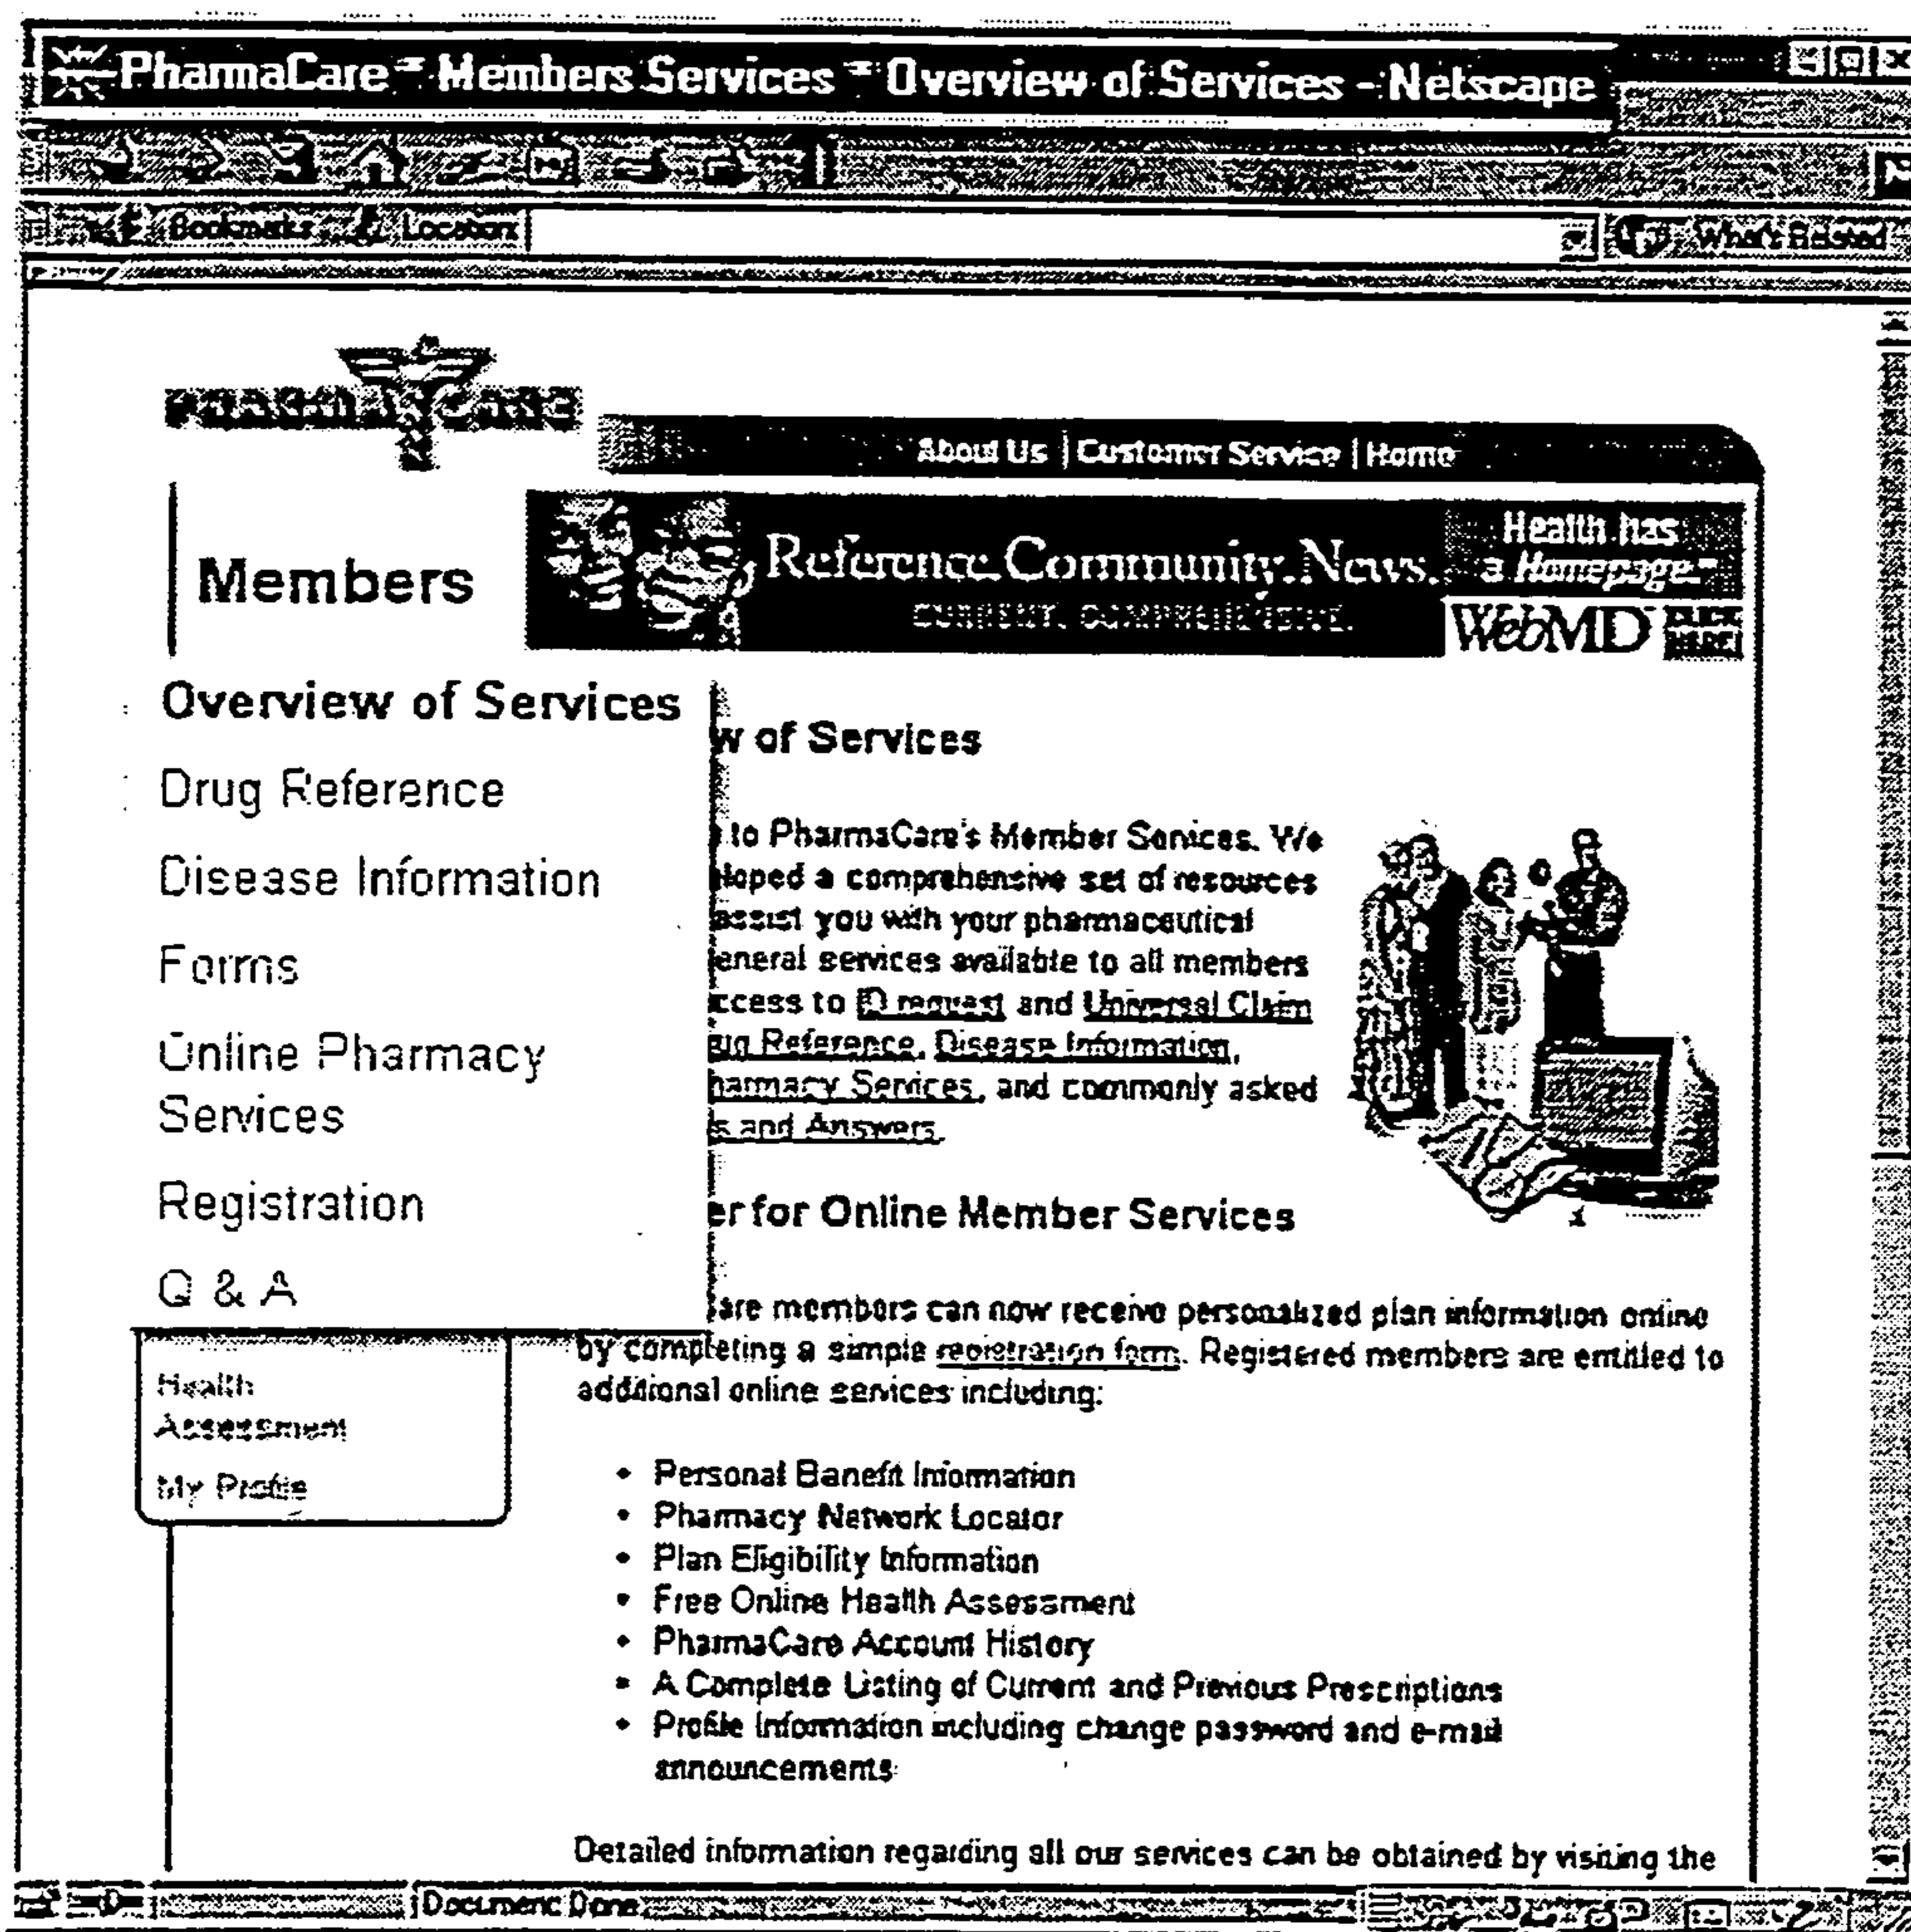 PharmaCare - Members Services - Overview of Services - Netscape
Bookmarks Location
What's Related
PHARMACARE
About Us | Customer Service | Home
Members
Reference. Community. News.
CURRENT. COMPREHENSIVE.
Health has
a Homepage.™
WebMD CLICK HERE!
Overview of Services
Drug Reference
Disease Information
Forms
Online Pharmacy
Services
Registration
Q & A
Health
Assessment
My Profile
w of Services
to PharmaCare's Member Services. We
loped a comprehensive set of resources
assist you with your pharmaceutical
eneral services available to all members
ccess to ID request and Universal Claim
ug Reference, Disease Information,
harmacy Services, and commonly asked
s and Answers.
er for Online Member Services
are members can now receive personalized plan information online
by completing a simple registration form. Registered members are entitled to
additional online services including:
• Personal Benefit Information
• Pharmacy Network Locator
• Plan Eligibility Information
• Free Online Health Assessment
• PharmaCare Account History
• A Complete Listing of Current and Previous Prescriptions
• Profile Information including change password and e-mail
announcements
Detailed information regarding all our services can be obtained by visiting the
Document: Done